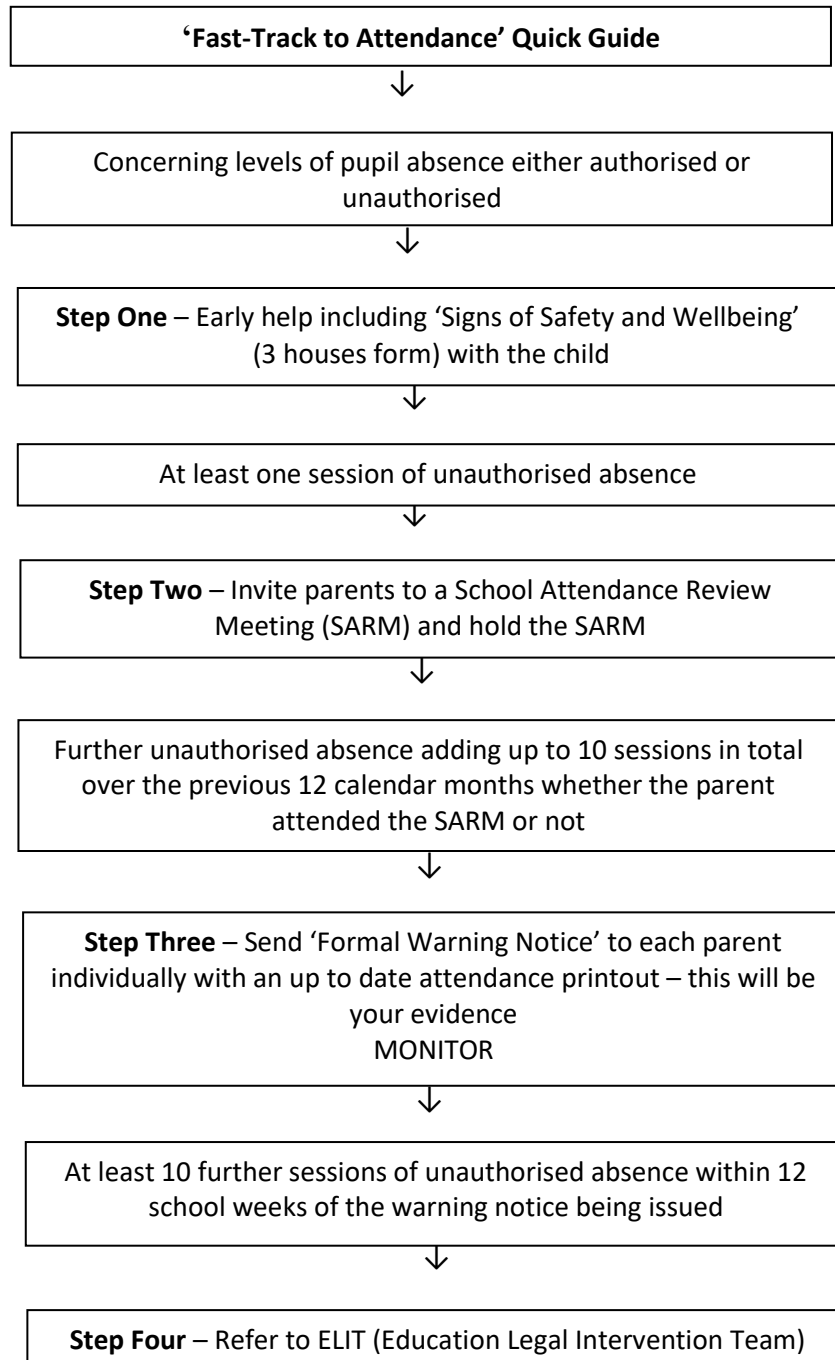 ‘Fast-Track to Attendance’ Quick Guide
↓
Concerning levels of pupil absence either authorised or
unauthorised
↓
Step One – Early help including ‘Signs of Safety and Wellbeing’
(3 houses form) with the child
↓
At least one session of unauthorised absence
↓
Step Two – Invite parents to a School Attendance Review
Meeting (SARM) and hold the SARM
↓
Further unauthorised absence adding up to 10 sessions in total
over the previous 12 calendar months whether the parent
attended the SARM or not
↓
Step Three – Send ‘Formal Warning Notice’ to each parent
individually with an up to date attendance printout – this will be
your evidence
MONITOR
↓
At least 10 further sessions of unauthorised absence within 12
school weeks of the warning notice being issued
↓
Step Four – Refer to ELIT (Education Legal Intervention Team)